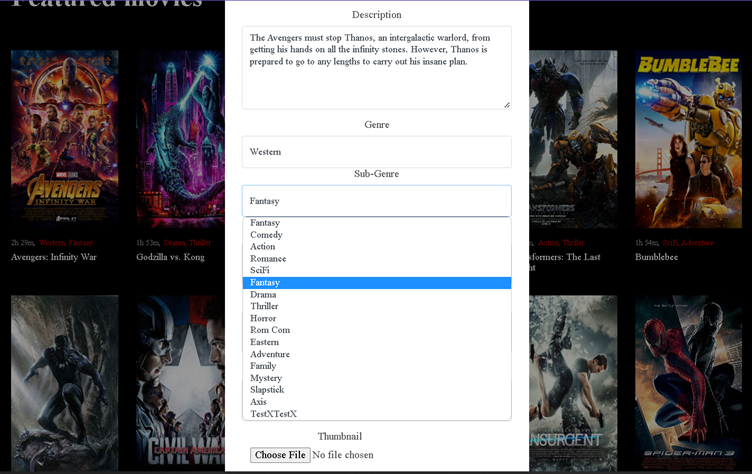 Featured movies
Description
The Avengers must stop Thanos, an intergalactic warlord, from
getting his hands on all the infinity stones. However, Thanos is
prepared to go to any lengths to carry out his insane plan.
Genre
Western
Sub-Genre
Fantasy
Fantasy
Comedy
Action
Romance
SciFi
Fantasy
Drama
Thriller
Horror
Rom Com
Eastern
Adventure
Family
Mystery
Slapstick
Axis
TestXTestX
Thumbnail
Choose File No file chosen
MARVEL STUDIOS
AVENGERS
INFINITY WAR
2h 29m, Western, Fantasy
Avengers: Infinity War
1h 53m, Drama, Thriller
Godzilla vs. Kong
TRANSFORMERS
m, Action, Thriller
sformers: The Last
ht
BUMBLEBEE
1h 54m, SciFi, Adventure
Bumblebee
CAPTAIN AMERICA
CIVIL WAR
NSURGENT
SPIDER-MAN 3